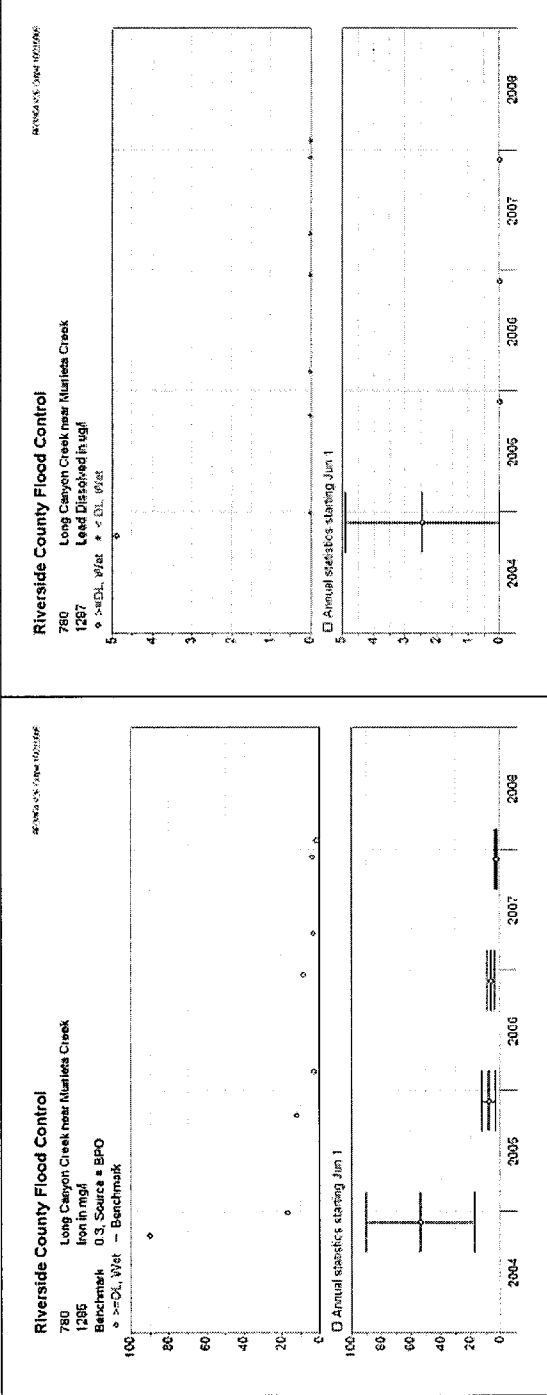 Riverside County Flood Control
780 Long Canyon Creek near Murrieta Creek
1285 Iron in mg/l
Benchmark 0.3, Source = BPO
◇ >=DL, Wet — Benchmark
100
80
60
40
20
0
□ Annual statistics starting Jun 1
100
80
60
40
20
0
2004 2005 2006 2007 2008
Riverside County Flood Control
780 Long Canyon Creek near Murrieta Creek
1297 Lead Dissolved in ug/l
◇ >=DL, Wet * < DL, Wet
5
4
3
2
1
0
□ Annual statistics starting Jun 1
5
4
3
2
1
0
2004 2005 2006 2007 2008